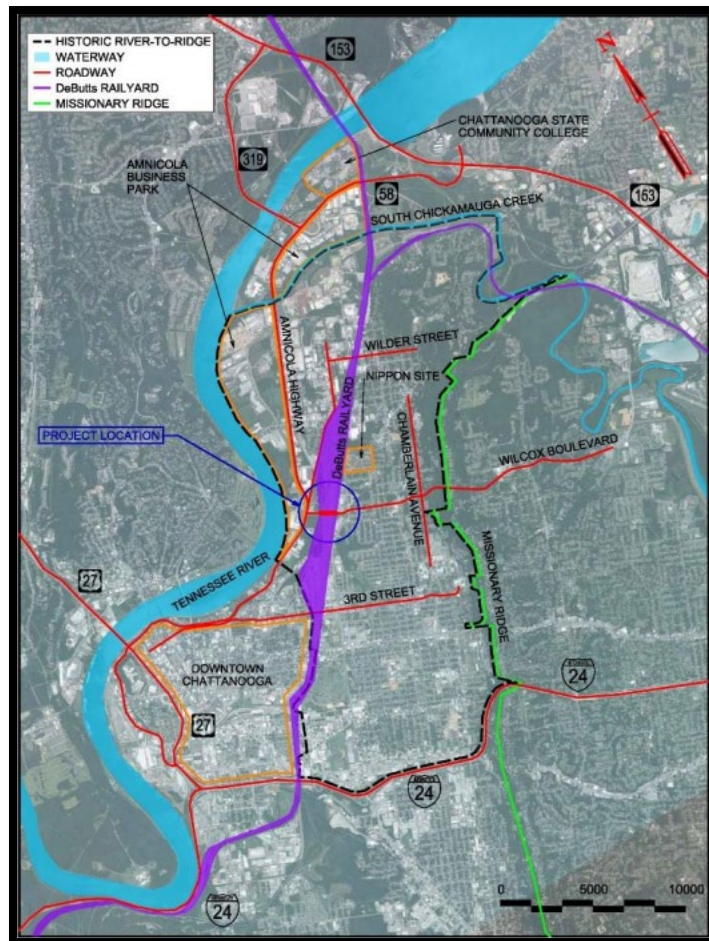 HISTORIC RIVER-TO-RIDGE
WATERWAY
ROADWAY
DeBUTTS RAILYARD
MISSIONARY RIDGE
153
N
CHATTANOOGA STATE
COMMUNITY COLLEGE
319
AMNICOLA
BUSINESS
PARK
58
153
SOUTH CHICKAMAUGA CREEK
AMNICOLA HIGHWAY
WILDER STREET
NIPPON SITE
DeBUTTS RAILYARD
CHAMBERLAIN AVENUE
PROJECT LOCATION
WILCOX BOULEVARD
TENNESSEE RIVER
27
3RD STREET
MISSIONARY RIDGE
DOWNTOWN
CHATTANOOGA
24
27
24
0 5000 10000
24